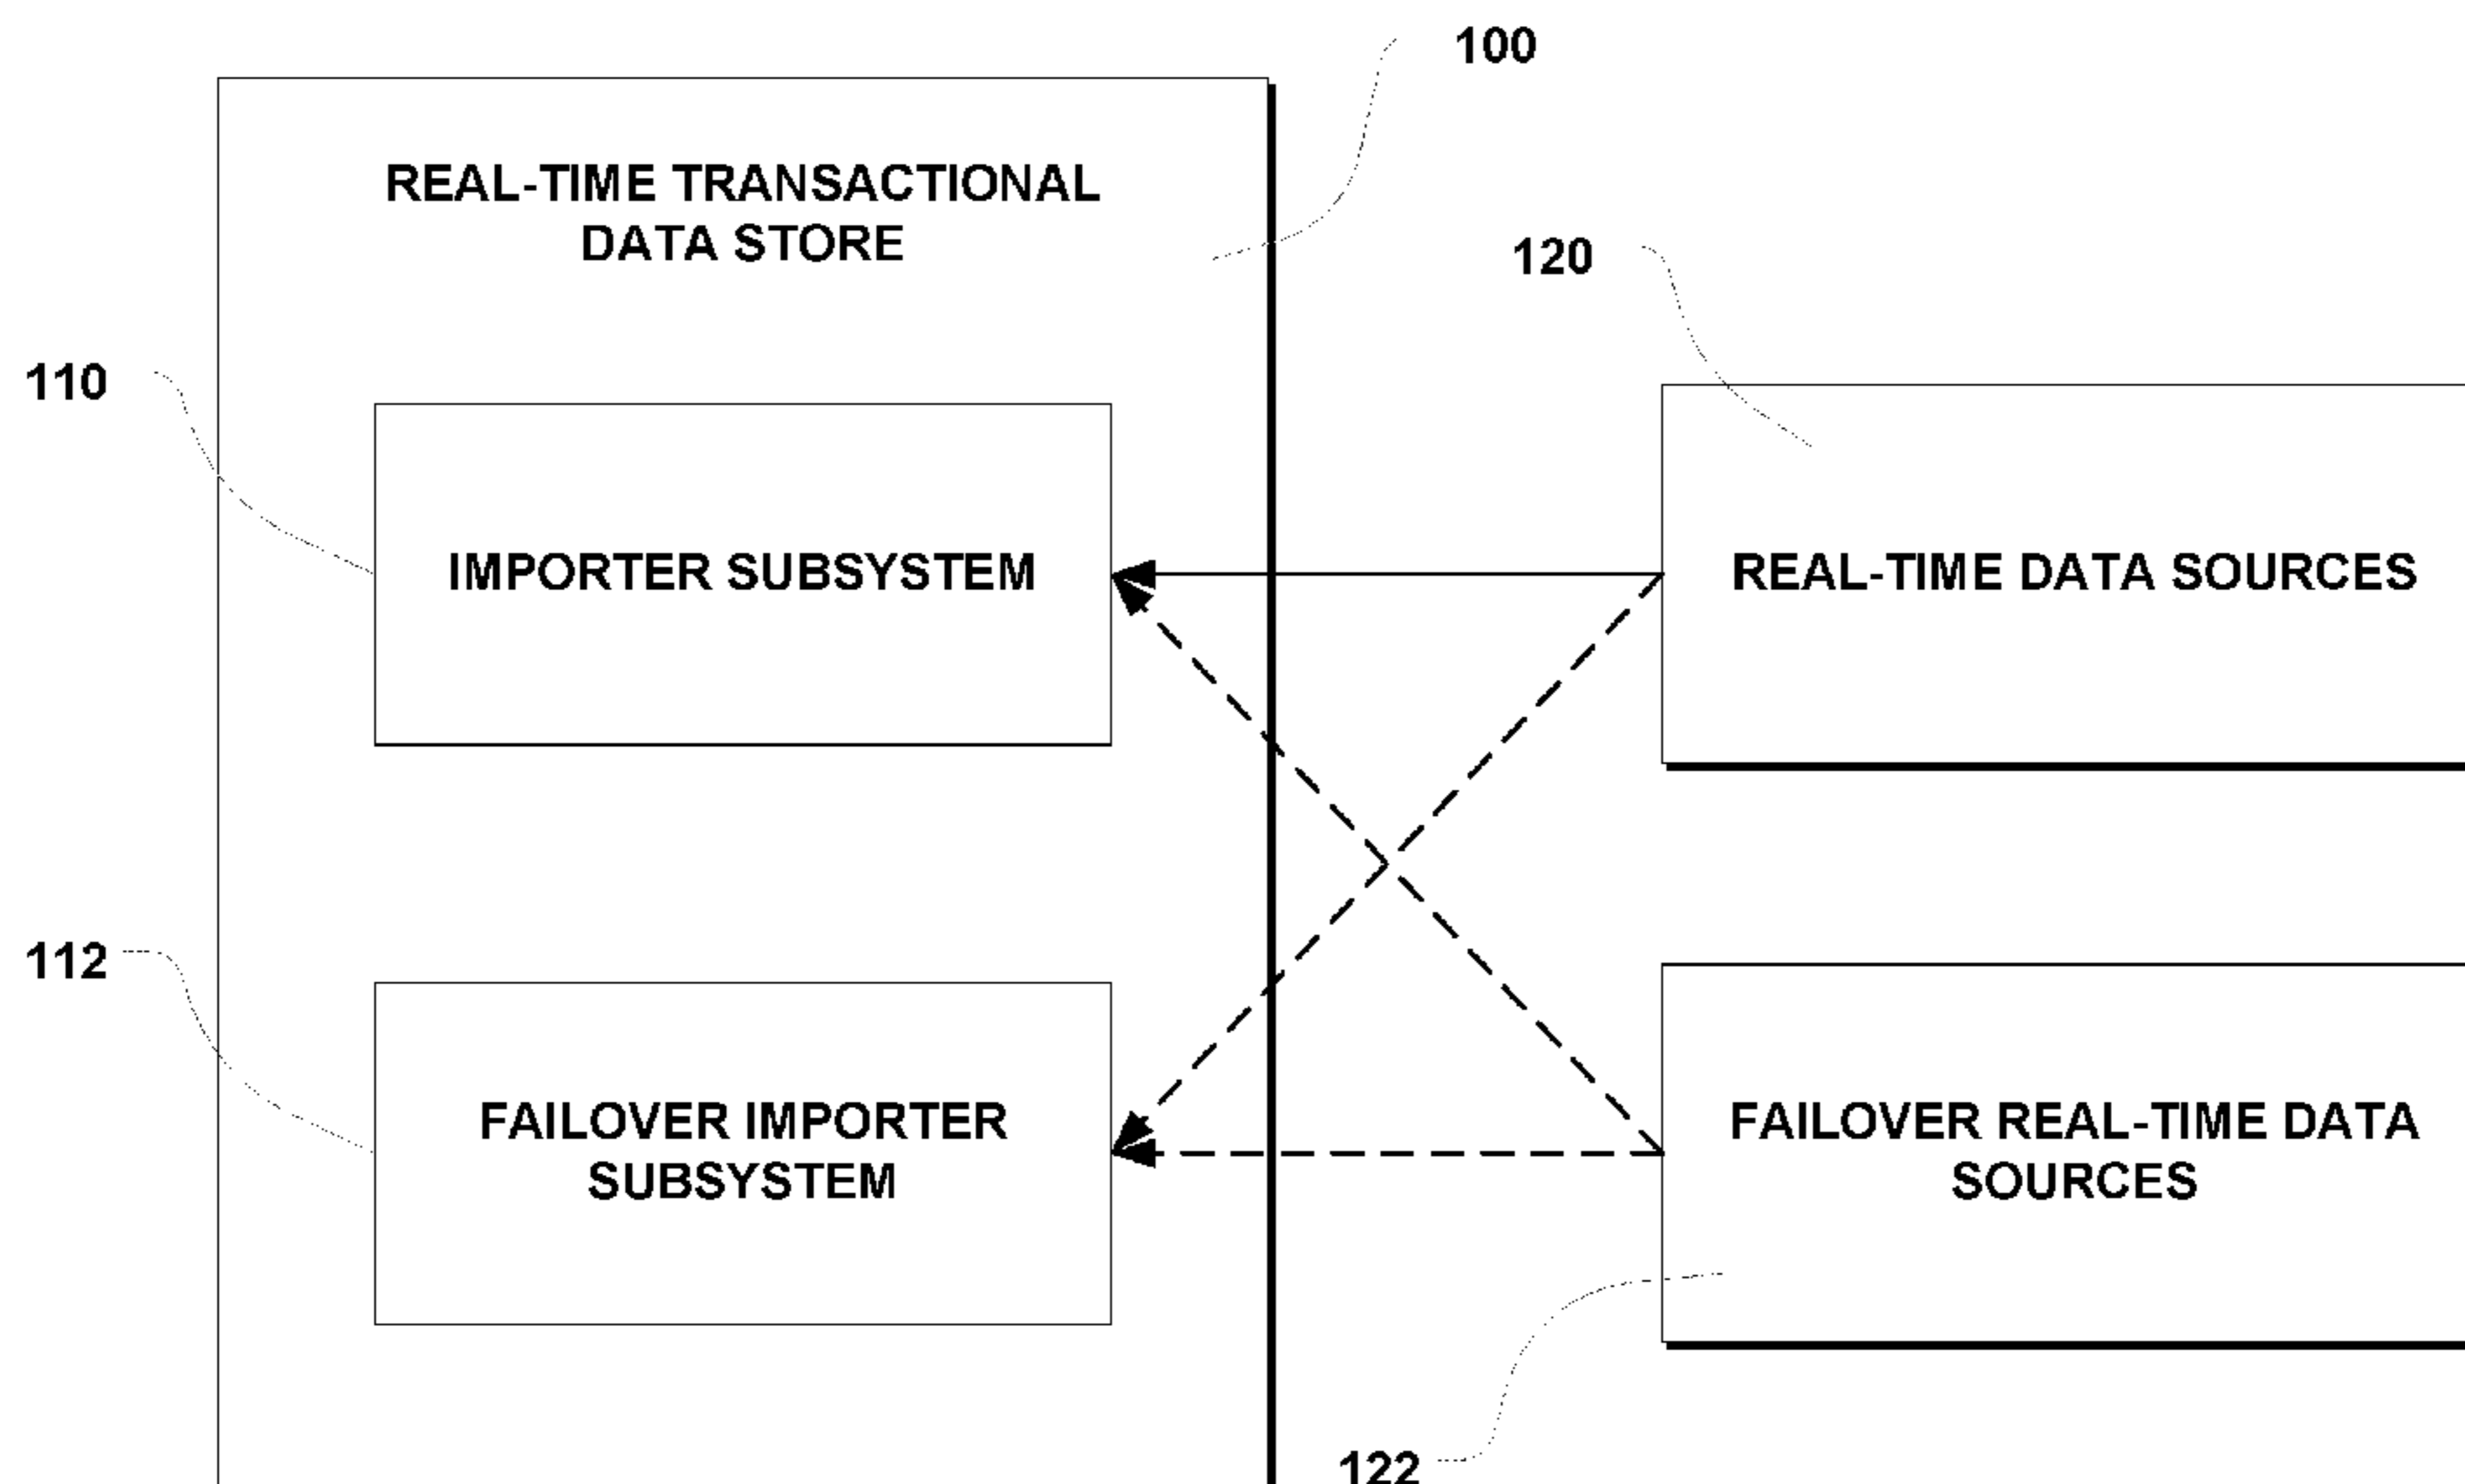 100
REAL-TIME TRANSACTIONAL
DATA STORE
120
110
IMPORTER SUBSYSTEM
REAL-TIME DATA SOURCES
112
FAILOVER IMPORTER
SUBSYSTEM
FAILOVER REAL-TIME DATA
SOURCES
122